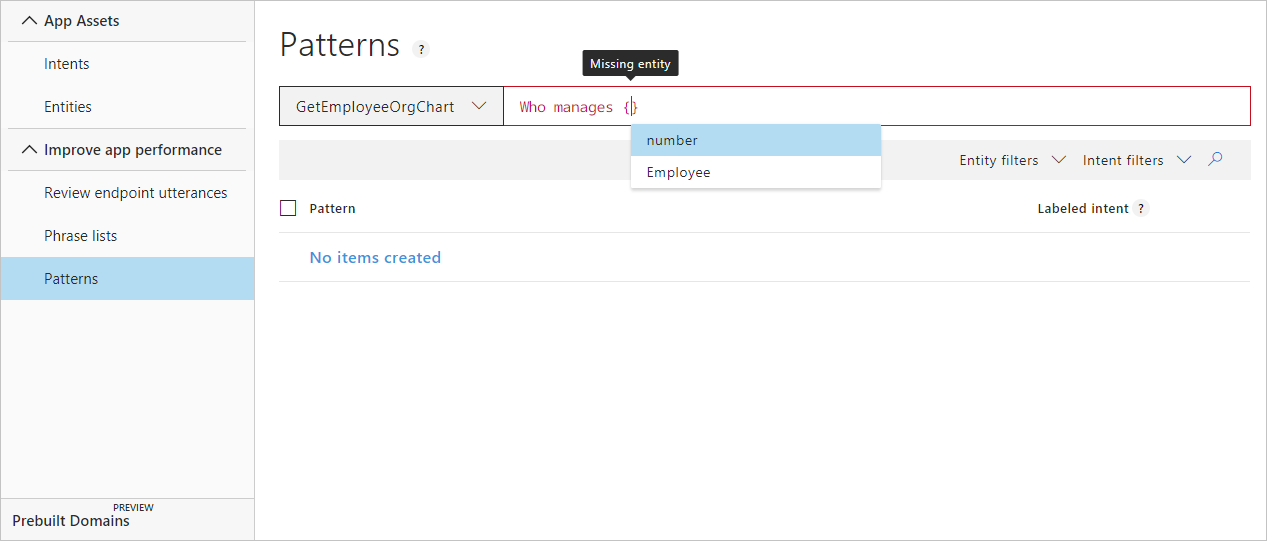 App Assets
Intents
Entities
Improve app performance
Review endpoint utterances
Phrase lists
Patterns
PREVIEW
Prebuilt Domains
Patterns ?
Missing entity
GetEmployeeOrgChart Who manages {}
number
Employee
Entity filters Intent filters
Pattern Labeled intent ?
No items created